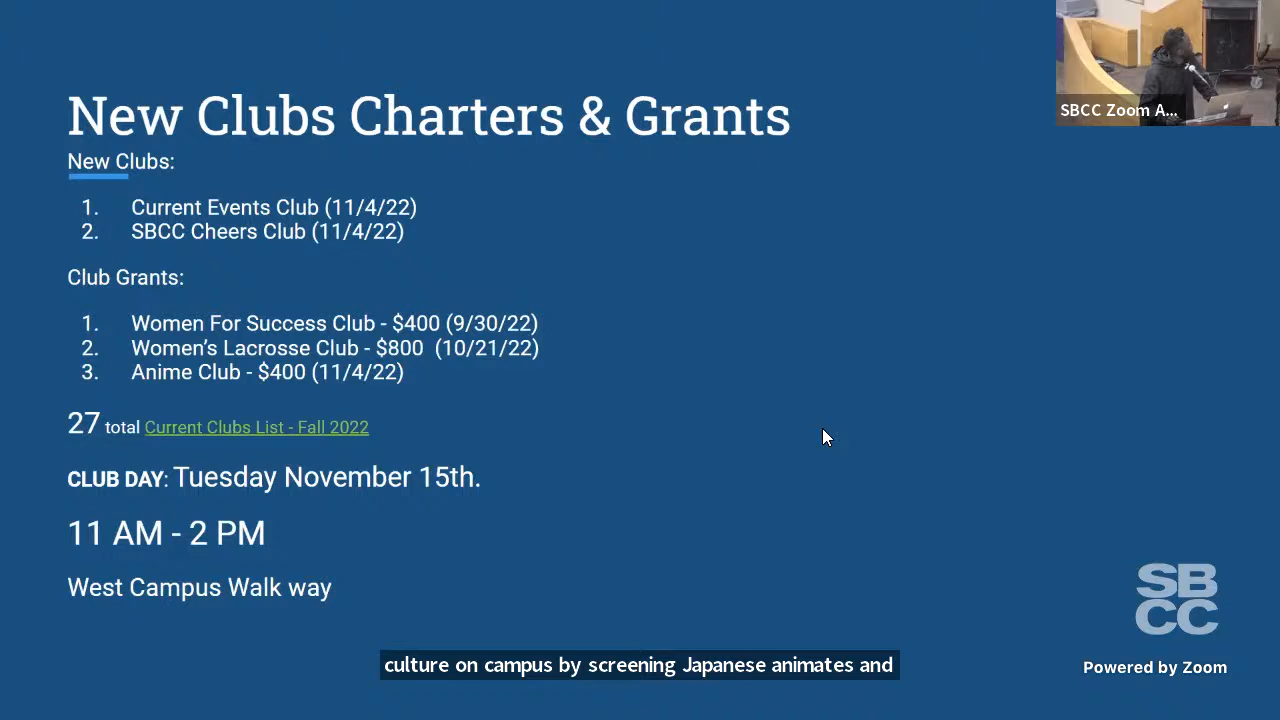 New Clubs Charters & Grants
New Clubs:
1. Current Events Club (11/4/22)
2. SBCC Cheers Club (11/4/22)
Club Grants:
1. Women For Success Club - $400 (9/30/22)
2. Women's Lacrosse Club - $800 (10/21/22)
3. Anime Club - $400 (11/4/22)
27 total Current Clubs List - Fall 2022
CLUB DAY: Tuesday November 15th.
11 AM - 2 PM
West Campus Walk way
SBCC Zoom A...
SB
CC
Powered by Zoom
culture on campus by screening Japanese animates and